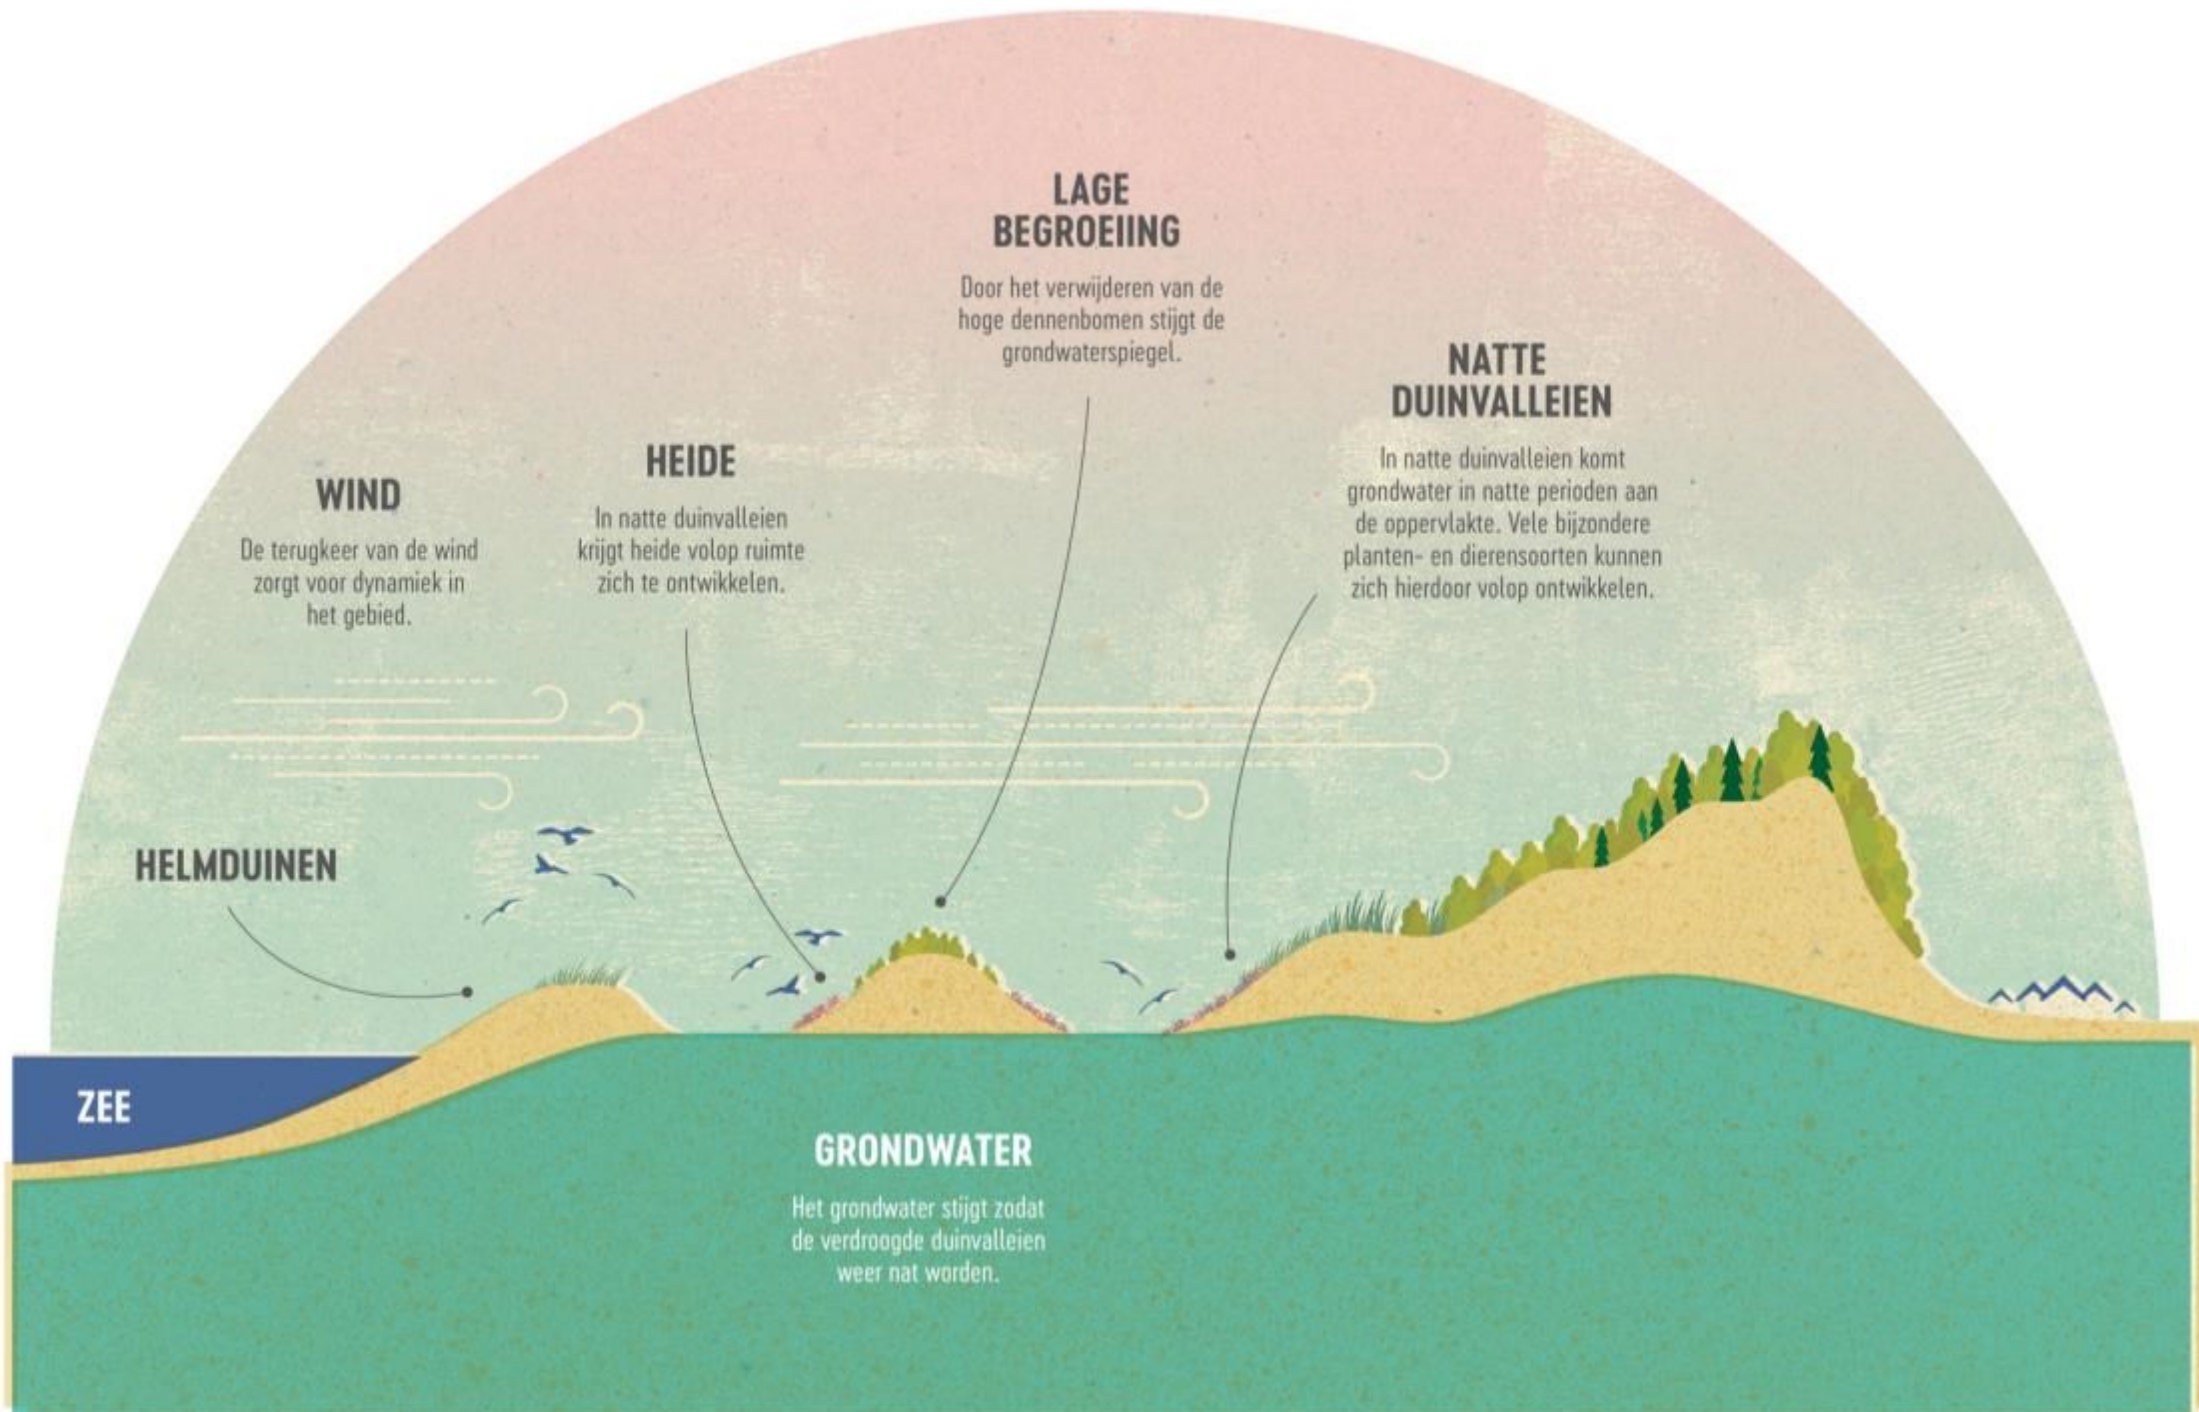 LAGE
BEGROEIING
Door het verwijderen van de
hoge dennenbomen stijgt de
grondwaterspiegel.
NATTE
DUINVALLEIEN
In natte duinvalleien komt
grondwater in natte perioden aan
de oppervlakte. Vele bijzondere
planten- en dierensoorten kunnen
zich hierdoor volop ontwikkelen.
HEIDE
In natte duinvalleien
krijgt heide volop ruimte
zich te ontwikkelen.
WIND
De terugkeer van de wind
zorgt voor dynamiek in
het gebied.
HELMDUINEN
ZEE
GRONDWATER
Het grondwater stijgt zodat
de verdroogde duinvalleien
weer nat worden.